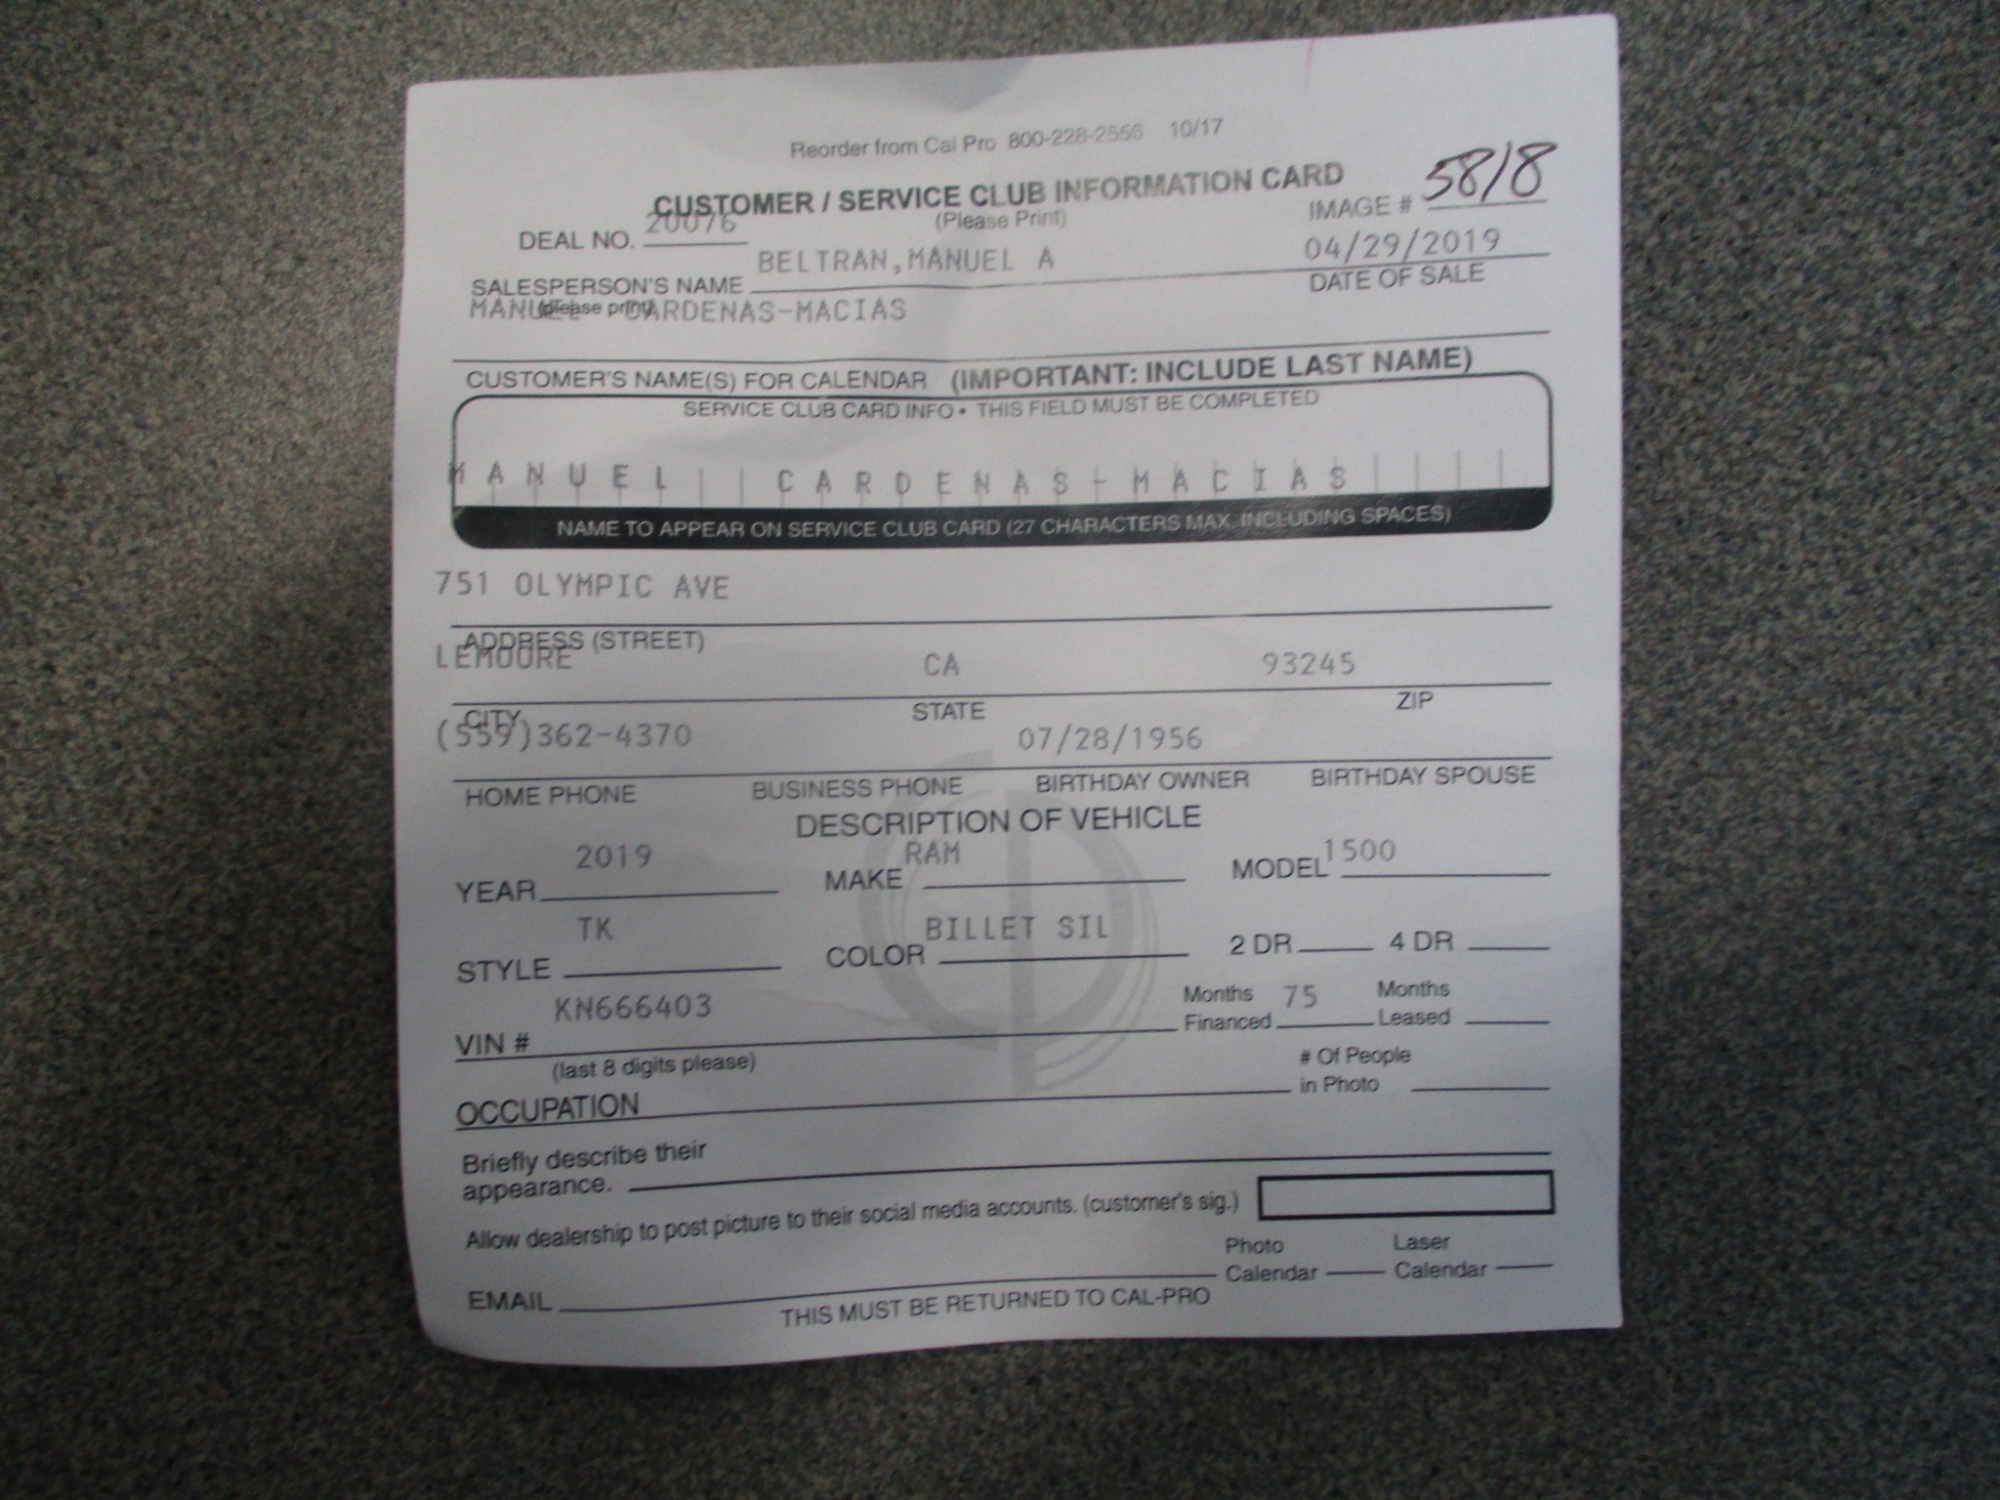 Reorder from Cal Pro 800-228-2556 10/17
CUSTOMER / SERVICE CLUB INFORMATION CARD
(Please Print)
IMAGE # 5818
DEAL NO. 20076
BELTRAN,MANUEL A 04/29/2019
SALESPERSON'S NAME DATE OF SALE
(please print)
MANUEL CARDENAS-MACIAS
CUSTOMER'S NAME(S) FOR CALENDAR (IMPORTANT: INCLUDE LAST NAME)
SERVICE CLUB CARD INFO • THIS FIELD MUST BE COMPLETED
MANUEL CARDENAS-MACIAS
NAME TO APPEAR ON SERVICE CLUB CARD (27 CHARACTERS MAX. INCLUDING SPACES)
751 OLYMPIC AVE
ADDRESS (STREET)
LEMOORE CA 93245
CITY STATE ZIP
(559)362-4370 07/28/1956
HOME PHONE BUSINESS PHONE BIRTHDAY OWNER BIRTHDAY SPOUSE
DESCRIPTION OF VEHICLE
YEAR 2019 MAKE RAM MODEL 1500
STYLE TK COLOR BILLET SIL 2 DR 4 DR
VIN # KN666403 Months Financed 75 Months Leased
(last 8 digits please)
OCCUPATION # Of People in Photo
Briefly describe their
appearance.
Allow dealership to post picture to their social media accounts. (customer's sig.)
EMAIL Photo Calendar Laser Calendar
THIS MUST BE RETURNED TO CAL-PRO